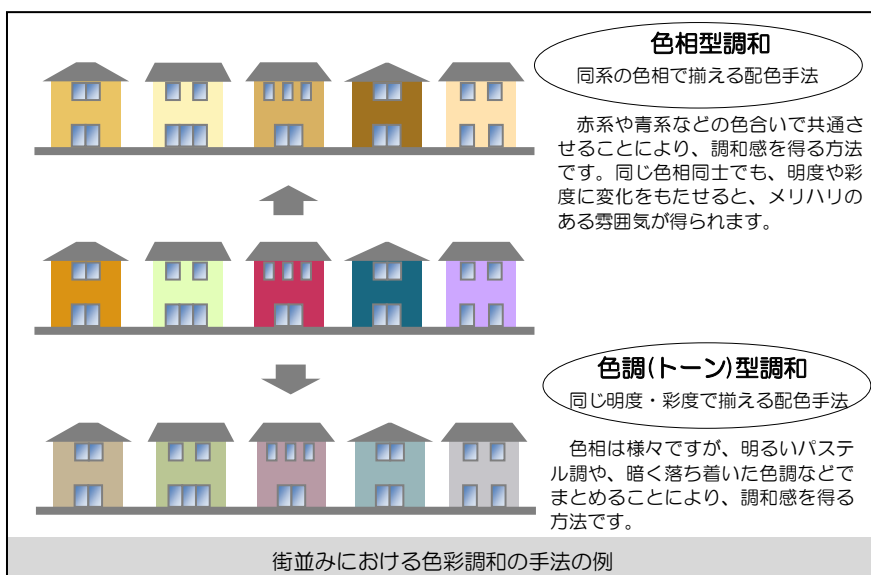 色相型調和
同系の色相で揃える配色手法
赤系や青系などの色合いで共通さ
せることにより、調和感を得る方法
です。同じ色相同士でも、明度や彩
度に変化をもたせると、メリハリの
ある雰囲気が得られます。
色調(トーン)型調和
同じ明度・彩度で揃える配色手法
色相は様々ですが、明るいパステ
ル調や、暗く落ち着いた色調などで
まとめることにより、調和感を得る
方法です。
街並みにおける色彩調和の手法の例